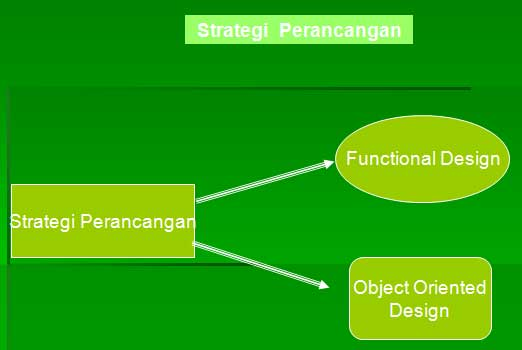 Strategi Perancangan
Functional Design
Strategi Perancangan
Object Oriented
Design